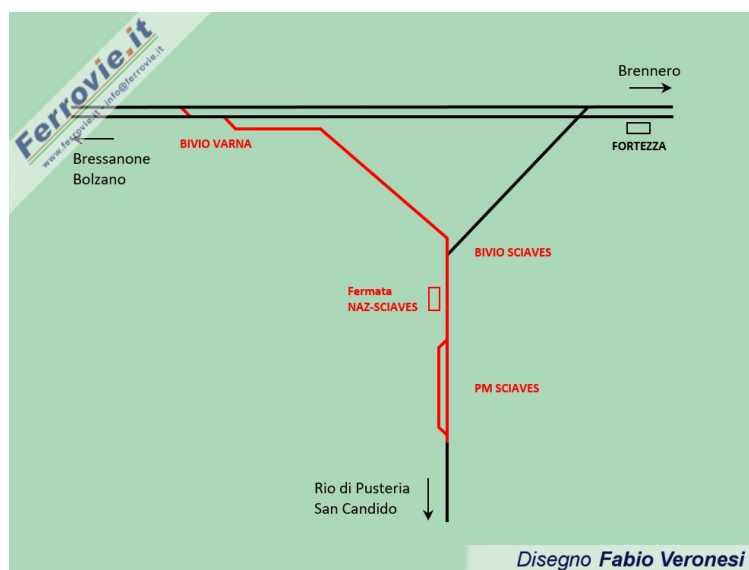 Ferrovie.it
www.ferrovie.it - info@ferrovie.it
Brennero
BIVIO VARNA
FORTEZZA
Bressanone
Bolzano
BIVIO SCIAVES
Fermata
NAZ-SCIAVES
PM SCIAVES
Rio di Pusteria
San Candido
Disegno Fabio Veronesi